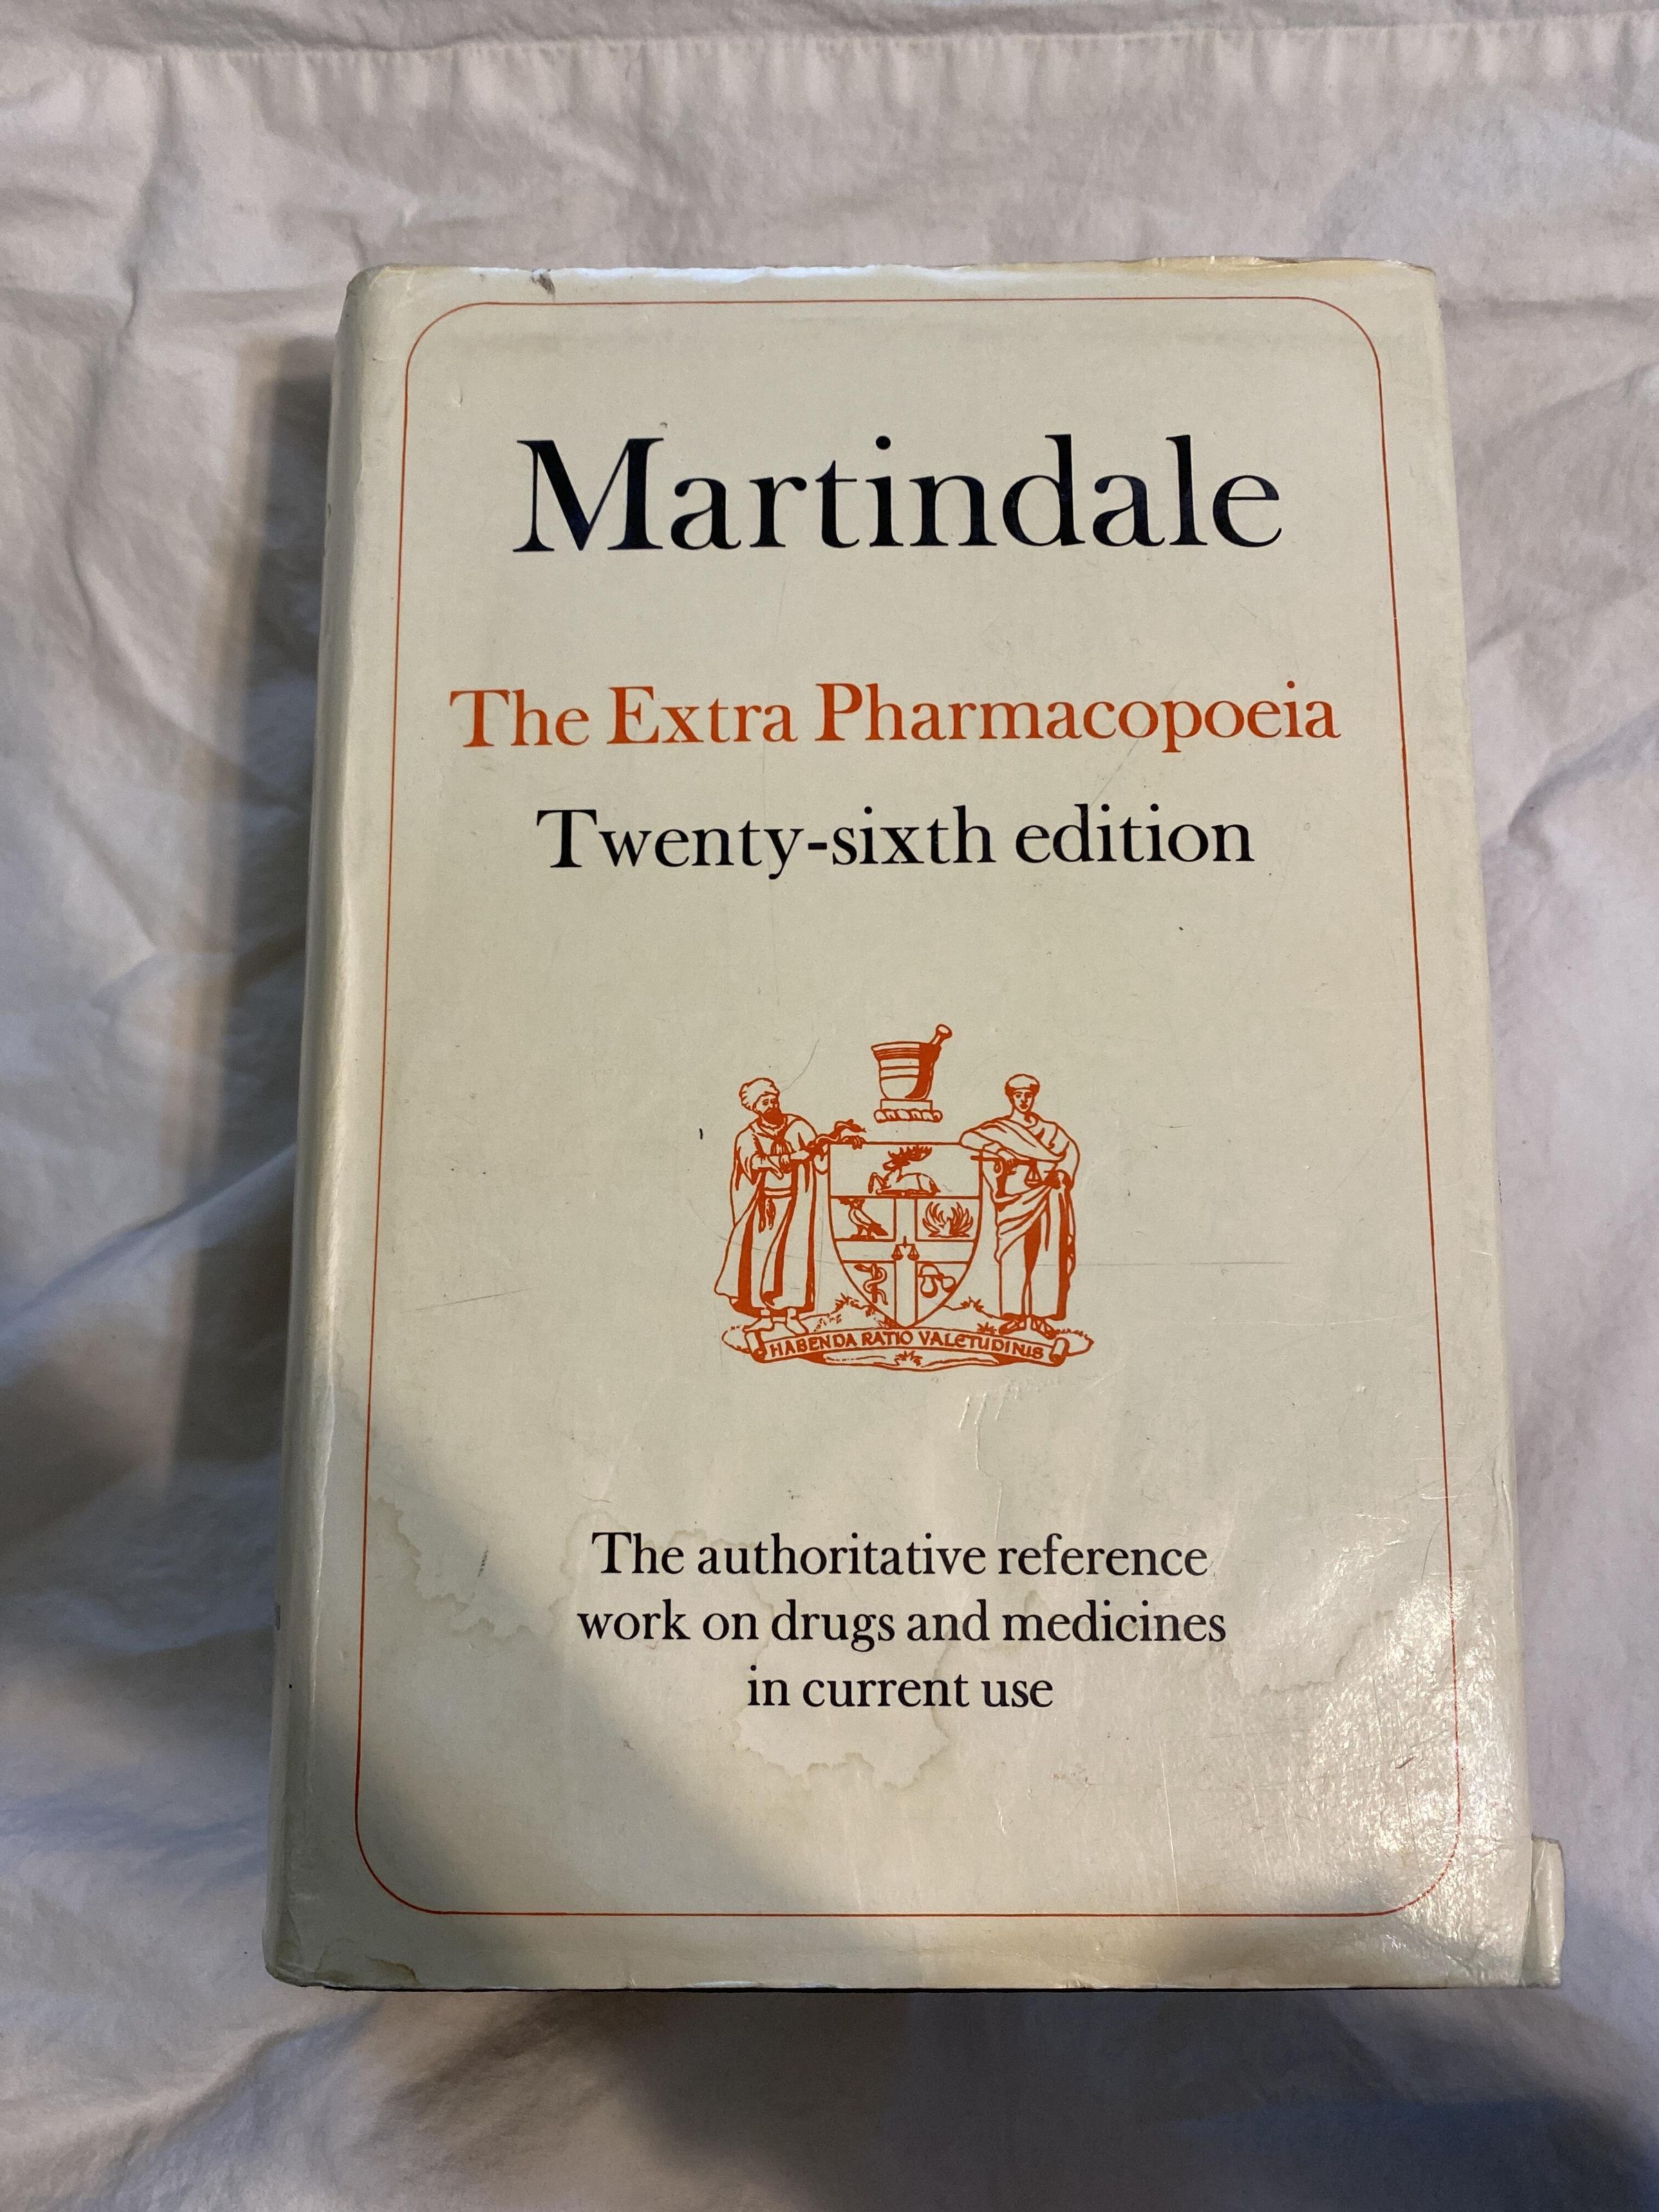 Martindale
The Extra Pharmacopoeia
Twenty-sixth edition
HABENDA RATIO VALETUDINIS
The authoritative reference
work on drugs and medicines
in current use